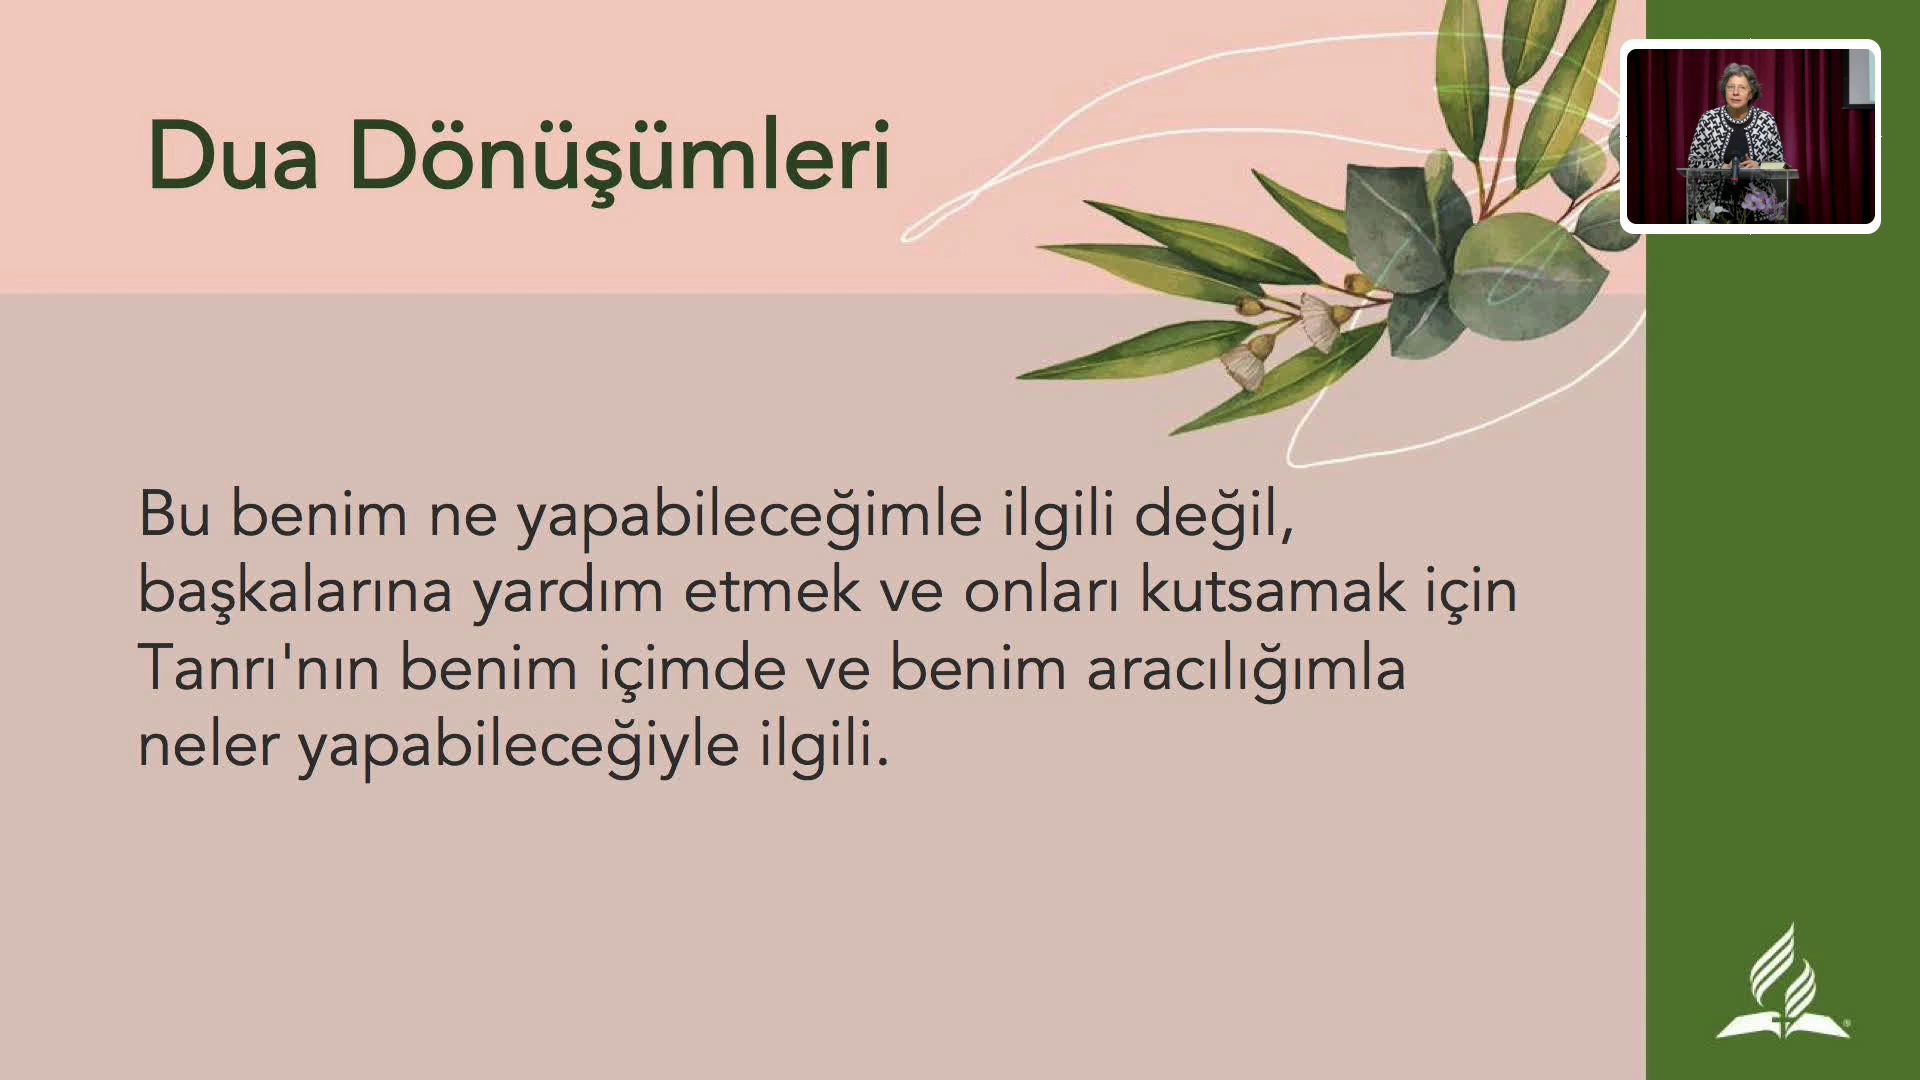 Dua Dönüşümleri
Bu benim ne yapabileceğimle ilgili değil,
başkalarına yardım etmek ve onları kutsamak için
Tanrı'nın benim içimde ve benim aracılığımla
neler yapabileceğiyle ilgili.